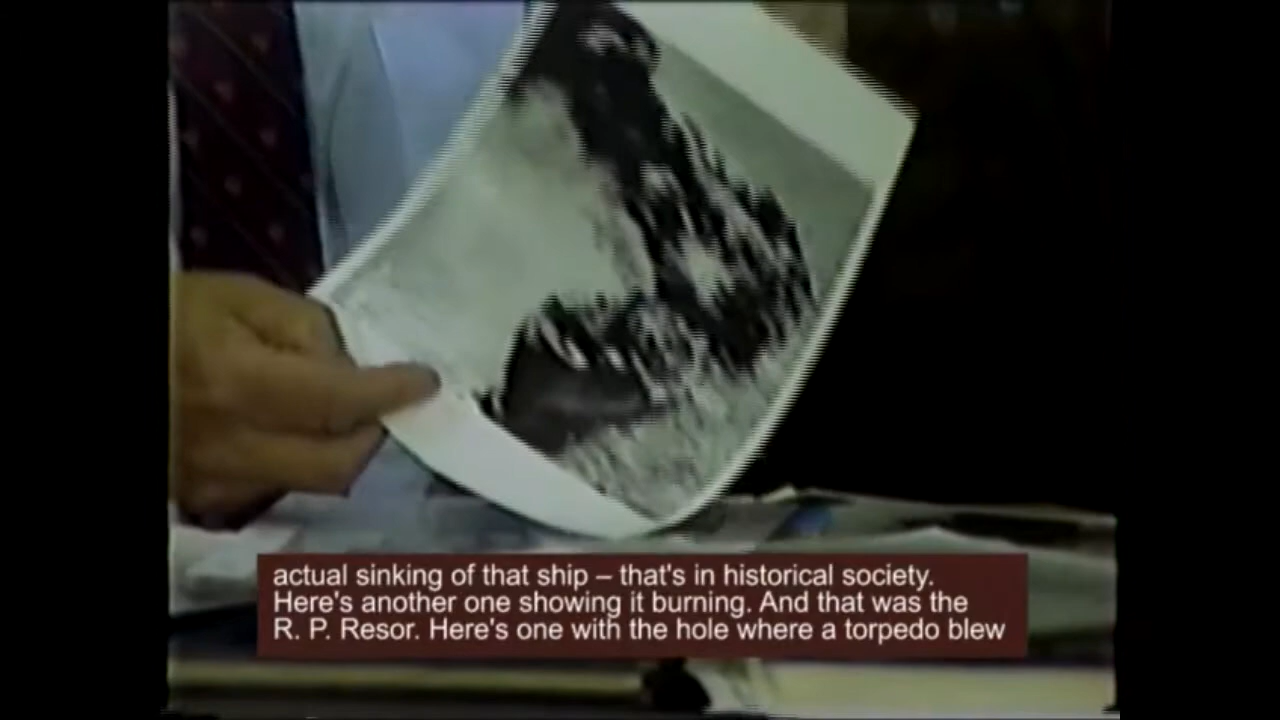 actual sinking of that ship – that's in historical society.
Here's another one showing it burning. And that was the
R. P. Resor. Here's one with the hole where a torpedo blew